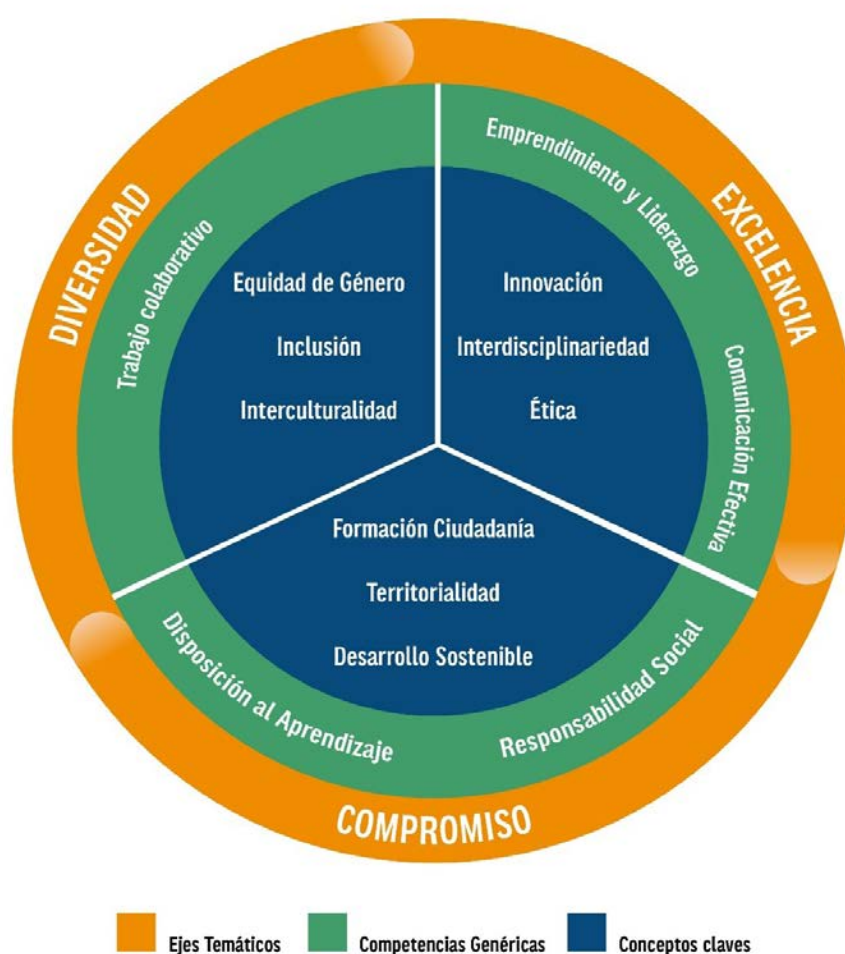 DIVERSIDAD
EXCELENCIA
COMPROMISO
Trabajo colaborativo
Emprendimiento y Liderazgo
Comunicación Efectiva
Disposición al Aprendizaje
Responsabilidad Social
Equidad de Género
Inclusión
Interculturalidad
Innovación
Interdisciplinariedad
Ética
Formación Ciudadanía
Territorialidad
Desarrollo Sostenible
Ejes Temáticos
Competencias Genéricas
Conceptos claves